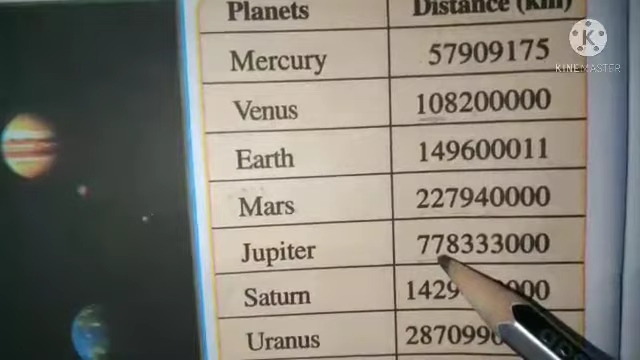 Planets Distance (km)
Mercury 57909175
Venus 108200000
Earth 149600011
Mars 227940000
Jupiter 778333000
Saturn
Uranus
K
KINEMASTER